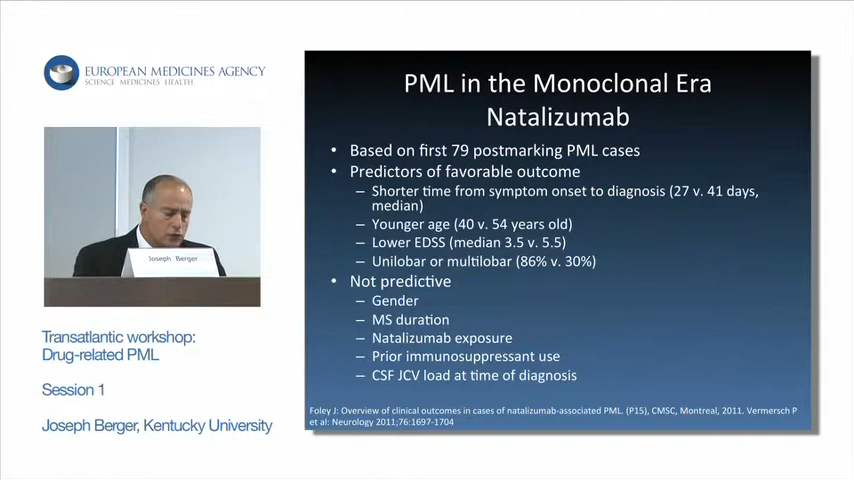 EUROPEAN MEDICINES AGENCY
SCIENCE MEDICINES HEALTH
Joseph Berger
Transatlantic workshop:
Drug-related PML
Session 1
Joseph Berger, Kentucky University
PML in the Monoclonal Era
Natalizumab
• Based on first 79 postmarking PML cases
• Predictors of favorable outcome
– Shorter time from symptom onset to diagnosis (27 v. 41 days,
median)
– Younger age (40 v. 54 years old)
– Lower EDSS (median 3.5 v. 5.5)
– Unilobar or multilobar (86% v. 30%)
• Not predictive
– Gender
– MS duration
– Natalizumab exposure
– Prior immunosuppressant use
– CSF JCV load at time of diagnosis
Foley J: Overview of clinical outcomes in cases of natalizumab-associated PML. (P15), CMSC, Montreal, 2011. Vermersch P
et al: Neurology 2011;76:1697-1704